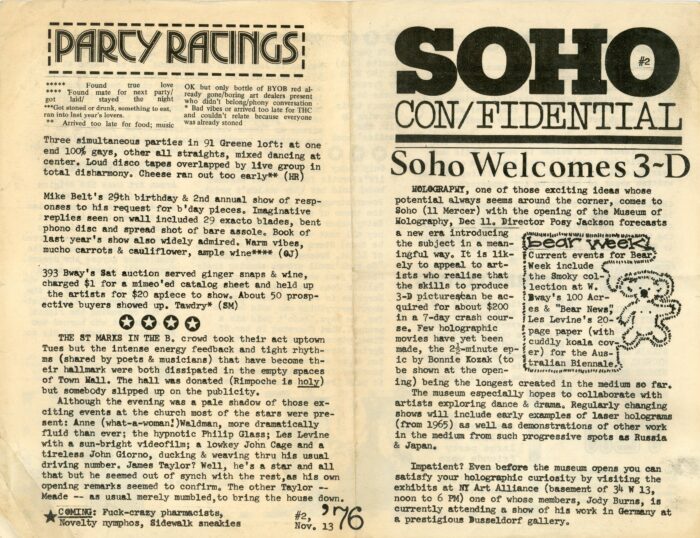 PARTY RATINGS
***** Found true love
**** Found mate for next party/
got laid/ stayed the night
***Got stoned or drunk, something to eat,
ran into last year's lovers.
** Arrived too late for food; music
OK but only bottle of BYOB red al-
ready gone/boring art dealers present
who didn't belong/phony conversation
* Bad vibes or arrived too late for THC
and couldn't relate because everyone
was already stoned
Three simultaneous parties in 91 Greene loft: at one
end 100% gays, other all straights, mixed dancing at
center. Loud disco tapes overlapped by live group in
total disharmony. Cheese ran out too early** (HR)
Mike Belt's 29th birthday & 2nd annual show of resp-
onses to his request for b'day pieces. Imaginative
replies seen on wall included 29 exacto blades, bent
phono disc and spread shot of bare assole. Book of
last year's show also widely admired. Warm vibes,
mucho carrots & cauliflower, ample wine**** (QJ)
393 Bway's Sat auction served ginger snaps & wine,
charged $1 for a mimeo'ed catalog sheet and held up
the artists for $20 apiece to show. About 50 prosp-
ective buyers showed up. Tawdry* (SM)
THE ST MARKS IN THE B. crowd took their act uptown
Tues but the intense energy feedback and tight rhyth-
ms (shared by poets & musicians) that have become th-
eir hallmark were both dissipated in the empty spaces
of Town Hall. The hall was donated (Rimpoche is holy)
but somebody slipped up on the publicity.
Although the evening was a pale shadow of those ex-
citing events at the church most of the stars were pre-
sent: Anne (what-a-woman!)Waldman, more dramatically
fluid than ever; the hypnotic Philip Glass; Les Levine
with a sun-bright videofilm; a lowkey John Cage and a
tireless John Giorno, ducking & weaving thru his usual
driving number. James Taylor? Well, he's a star and all
that but he seemed out of synch with the rest,as his own
opening remarks seemed to confirm. The other Taylor --
Meade -- as usual merely mumbled,to bring the house down.
COMING: Fuck-crazy pharmacists,
Novelty nymphos, Sidewalk sneakies
#2,
Nov. 13 '76
SOHO
#2
CON/FIDENTIAL
Soho Welcomes 3-D
HOLOGRAPHY, one of those exciting ideas whose
potential always seems around the corner, comes to
Soho (11 Mercer) with the opening of the Museum of
Holography, Dec 11. Director Posy Jackson forecasts
a new era introducing
the subject in a mean-
ingful way. It is lik-
ely to appeal to art-
ists who realise that
the skills to produce
3-D picturescan be ac-
quired for about $200
in a 7-day crash cour-
se. Few holographic
movies have yet been
made, the 2½-minute ep-
ic by Bonnie Kozak (to
be shown at the open-
ing) being the longest created in the medium so far.
bear week
Current events for Bear
Week include
the Smoky col-
lection at W.
Bway's 100 Acr-
es & "Bear News,"
Les Levine's 20-
page paper (with
cuddly koala cov-
er) for the Aus-
tralian Biennale.
The museum especially hopes to collaborate with
artists exploring dance & drama. Regularly changing
shows will include early examples of laser holograms
(from 1965) as well as demonstrations of other work
in the medium from such progressive spots as Russia
& Japan.
Impatient? Even before the museum opens you can
satisfy your holographic curiosity by visiting the
exhibits at NY Art Alliance (basement of 34 W 13,
noon to 6 PM) one of whose members, Jody Burns, is
currently attending a show of his work in Germany at
a prestigious Dusseldorf gallery.